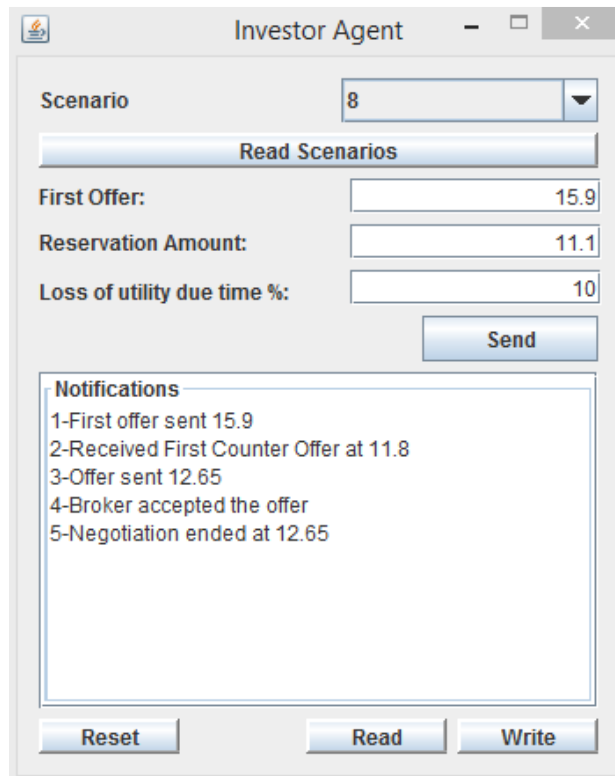 Investor Agent
Scenario 8
Read Scenarios
First Offer: 15.9
Reservation Amount: 11.1
Loss of utility due time %: 10
Send
Notifications
1-First offer sent 15.9
2-Received First Counter Offer at 11.8
3-Offer sent 12.65
4-Broker accepted the offer
5-Negotiation ended at 12.65
Reset Read Write